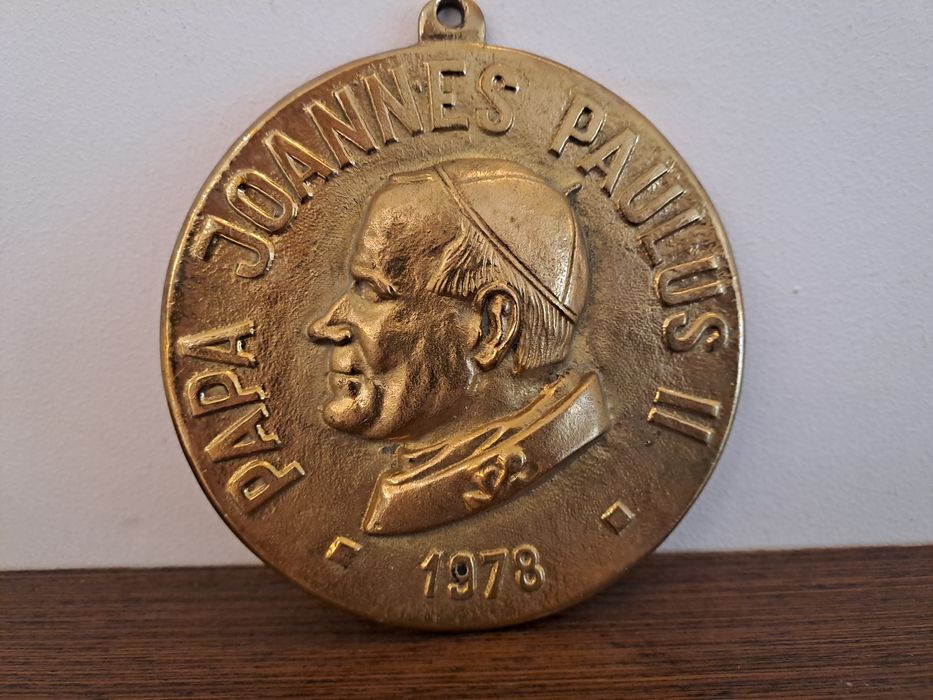 PAPA JOANNES PAULUS II
1978